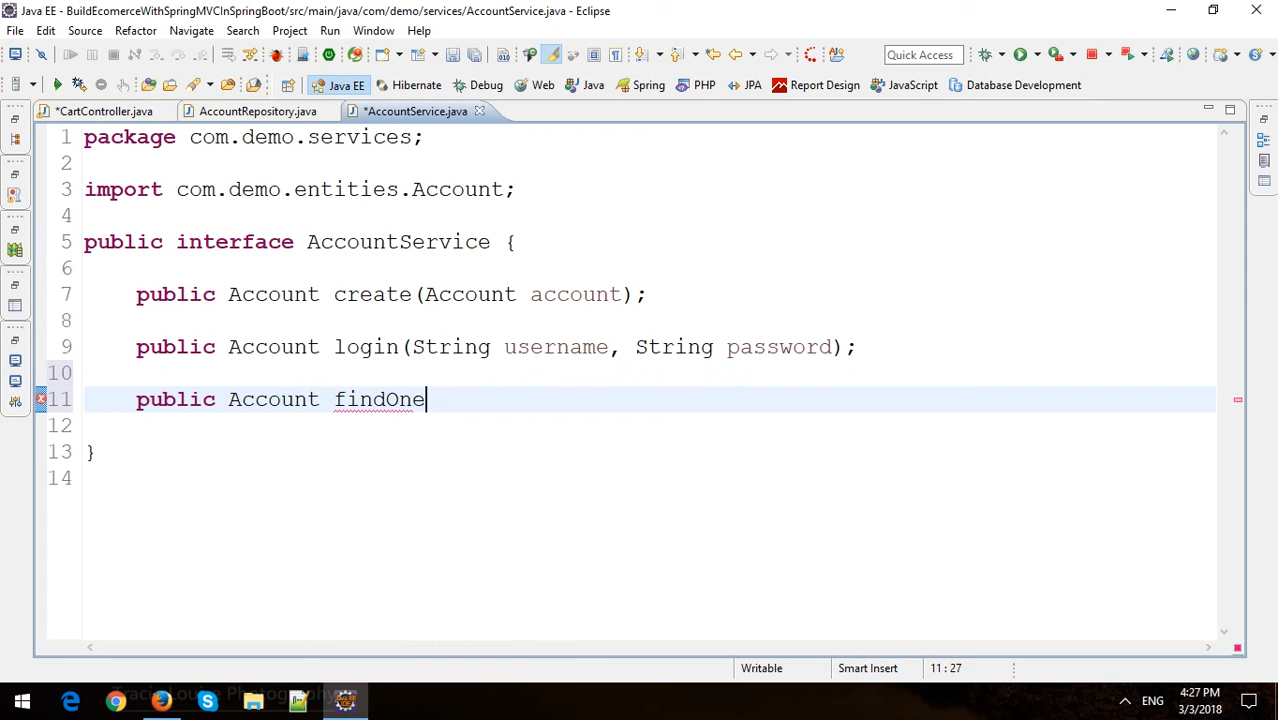 Java EE - BuildEcomerceWithSpringMVCInSpringBoot/src/main/java/com/demo/services/AccountService.java - Eclipse
File Edit Source Refactor Navigate Search Project Run Window Help
Quick Access
Java EE Hibernate Debug Web Java Spring PHP JPA Report Design JavaScript Database Development
*CartController.java AccountRepository.java *AccountService.java
1 package com.demo.services;
2
3 import com.demo.entities.Account;
4
5 public interface AccountService {
6
7 public Account create(Account account);
8
9 public Account login(String username, String password);
10
11 public Account findOne
12
13 }
14
Writable Smart Insert 11 : 27
Tracie Louise Photography
ENG 4:27 PM
3/3/2018